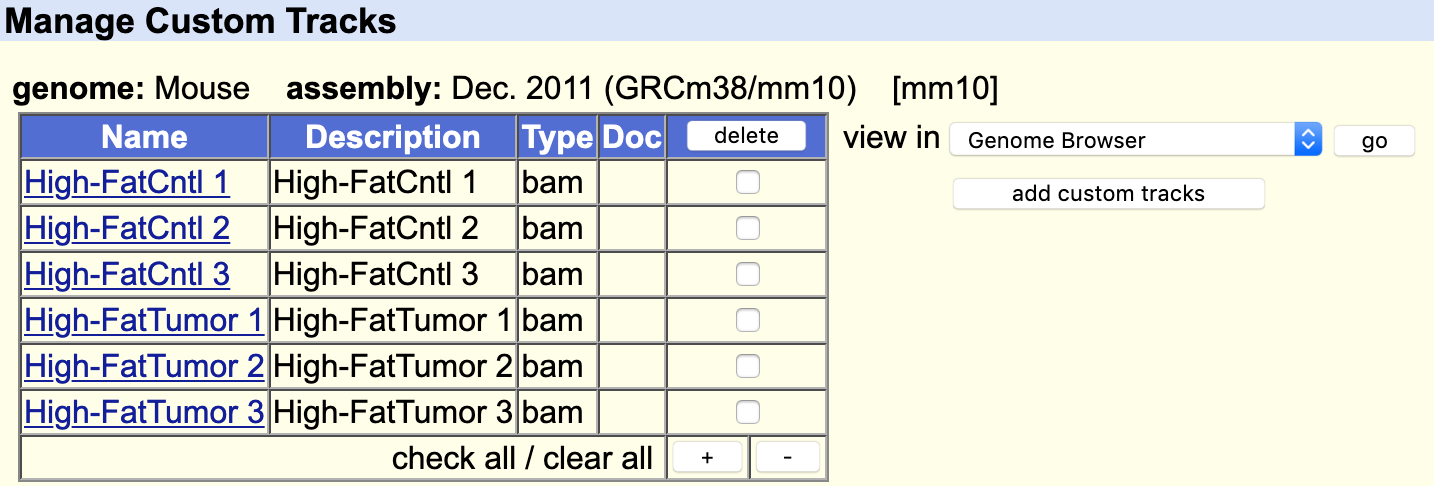 Manage Custom Tracks
genome: Mouse assembly: Dec. 2011 (GRCm38/mm10) [mm10]
Name Description Type Doc delete view in Genome Browser go
High-FatCntl 1 High-FatCntl 1 bam
add custom tracks
High-FatCntl 2 High-FatCntl 2 bam
High-FatCntl 3 High-FatCntl 3 bam
High-FatTumor 1 High-FatTumor 1 bam
High-FatTumor 2 High-FatTumor 2 bam
High-FatTumor 3 High-FatTumor 3 bam
check all / clear all + -